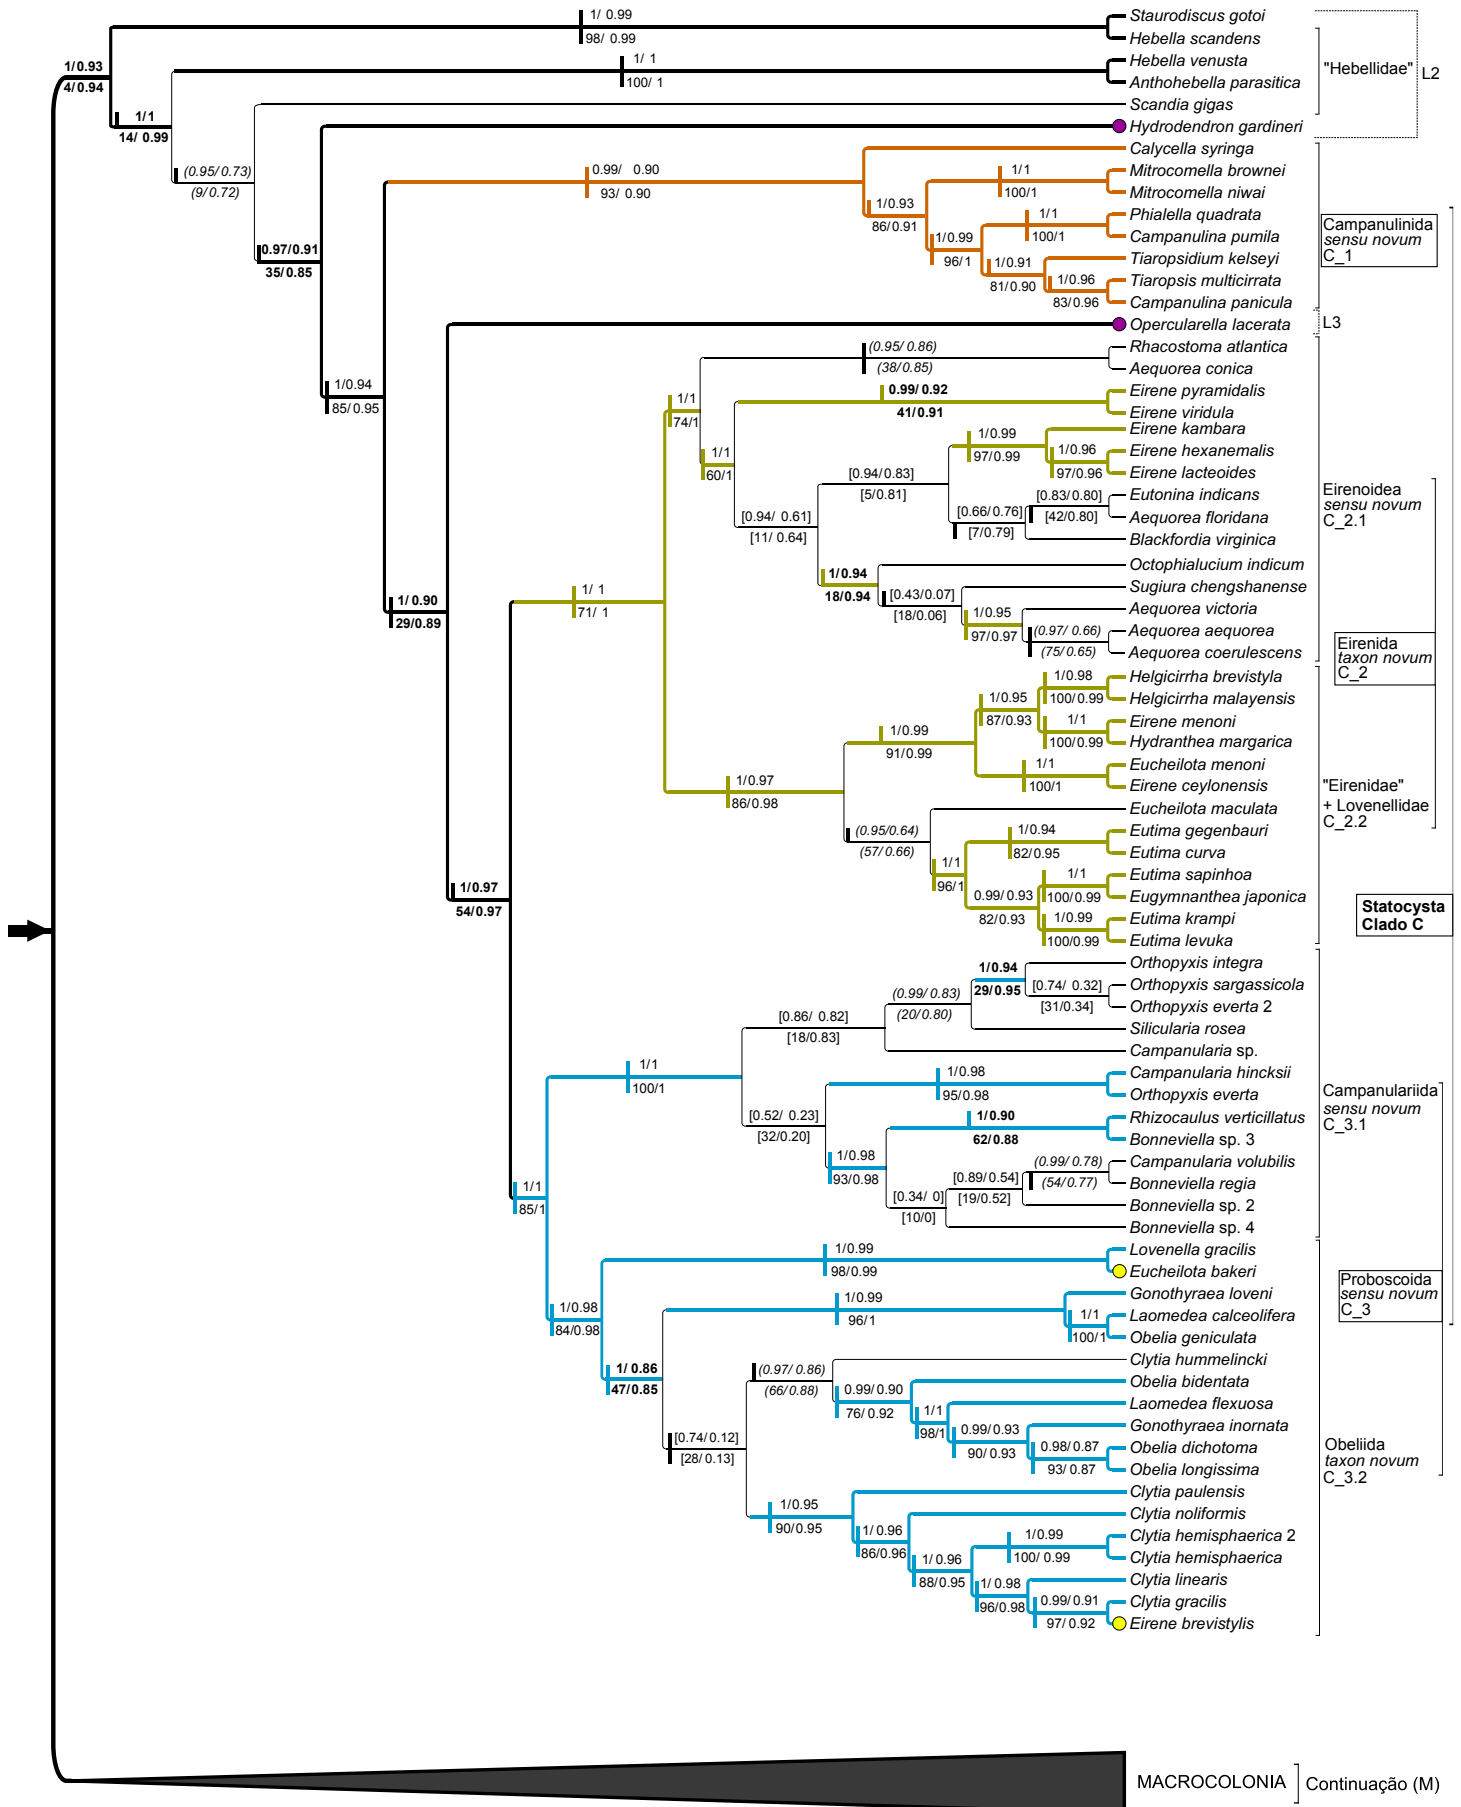 Staurodiscus gotoi
Hebella scandens
Hebella venusta
Anthohebella parasitica
Scandia gigas
Hydrodendron gardineri
Calycella syringa
Mitrocomella brownei
Mitrocomella niwai
Phialella quadrata
Campanulina pumila
Tiaropsidium kelseyi
Tiaropsis multicirrata
Campanulina panicula
Opercularella lacerata
Rhacostoma atlantica
Aequorea conica
Eirene pyramidalis
Eirene viridula
Eirene kambara
Eirene hexanemalis
Eirene lacteoides
Eutonina indicans
Aequorea floridana
Blackfordia virginica
Octophialucium indicum
Sugiura chengshanense
Aequorea victoria
Aequorea aequorea
Aequorea coerulescens
Helgicirrha brevistyla
Helgicirrha malayensis
Eirene menoni
Hydranthea margarica
Eucheilota menoni
Eirene ceylonensis
Eucheilota maculata
Eutima gegenbauri
Eutima curva
Eutima sapinhoa
Eugymnanthea japonica
Eutima krampi
Eutima levuka
Orthopyxis integra
Orthopyxis sargassicola
Orthopyxis everta 2
Silicularia rosea
Campanularia sp.
Campanularia hincksii
Orthopyxis everta
Rhizocaulus verticillatus
Bonneviella sp. 3
Campanularia volubilis
Bonneviella regia
Bonneviella sp. 2
Bonneviella sp. 4
Lovenella gracilis
Eucheilota bakeri
Gonothyraea loveni
Laomedea calceolifera
Obelia geniculata
Clytia hummelincki
Obelia bidentata
Laomedea flexuosa
Gonothyraea inornata
Obelia dichotoma
Obelia longissima
Clytia paulensis
Clytia noliformis
Clytia hemisphaerica 2
Clytia hemisphaerica
Clytia linearis
Clytia gracilis
Eirene brevistylis
MACROCOLONIA
Continuação (M)
"Hebellidae"
L2
Campanulinida
sensu novum
C_1
L3
Eirenoidea
sensu novum
C_2.1
Eirenida
taxon novum
C_2
"Eirenidae"
+ Lovenellidae
C_2.2
Statocysta
Clado C
Campanulariida
sensu novum
C_3.1
Proboscoida
sensu novum
C_3
Obeliida
taxon novum
C_3.2
1/ 0.99
98/ 0.99
1/0.93
4/0.94
1/ 1
100/ 1
1/1
14/ 0.99
(0.95/0.73)
(9/0.72)
0.97/0.91
35/0.85
0.99/ 0.90
93/ 0.90
1/1
100/1
1/0.93
86/0.91
1/1
100/1
1/0.99
96/1
1/0.91
81/0.90
1/0.96
83/0.96
1/0.94
85/0.95
(0.95/ 0.86)
(38/0.85)
1/1
74/1
0.99/0.92
41/0.91
1/1
60/1
1/0.99
97/0.99
1/0.96
97/0.96
[0.94/0.83]
[5/0.81]
[0.83/0.80]
[42/0.80]
[0.66/0.76]
[7/0.79]
[0.94/ 0.61]
[11/ 0.64]
1/0.94
18/0.94
[0.43/0.07]
[18/0.06]
1/0.95
97/0.97
(0.97/ 0.66)
(75/0.65)
1/ 1
71/ 1
1/0.90
29/0.89
1/0.98
100/0.99
1/0.95
87/0.93
1/1
100/0.99
1/0.99
91/0.99
1/1
100/1
1/0.97
86/0.98
(0.95/0.64)
(57/0.66)
1/0.94
82/0.95
1/1
96/1
1/1
100/0.99
0.99/0.93
82/0.93
1/0.99
100/0.99
1/0.97
54/0.97
1/0.94
29/0.95
(0.99/ 0.83)
(20/0.80)
[0.74/ 0.32]
[31/0.34]
[0.86/ 0.82]
[18/0.83]
1/1
100/1
1/0.98
95/0.98
[0.52/ 0.23]
[32/0.20]
1/0.90
62/0.88
1/0.98
93/0.98
(0.99/ 0.78)
(54/0.77)
[0.89/0.54]
[19/0.52]
[0.34/ 0]
[10/0]
1/1
85/1
1/0.99
98/0.99
1/0.98
84/0.98
1/0.99
96/1
1/1
100/1
1/ 0.86
47/0.85
(0.97/ 0.86)
(66/0.88)
0.99/0.90
76/ 0.92
1/1
98/1
0.99/0.93
90/ 0.93
0.98/0.87
93/ 0.87
[0.74/0.12]
[28/0.13]
1/0.95
90/0.95
1/ 0.96
86/0.96
1/0.99
100/ 0.99
1/ 0.96
88/0.95
1/ 0.98
96/0.98
0.99/0.91
97/ 0.92